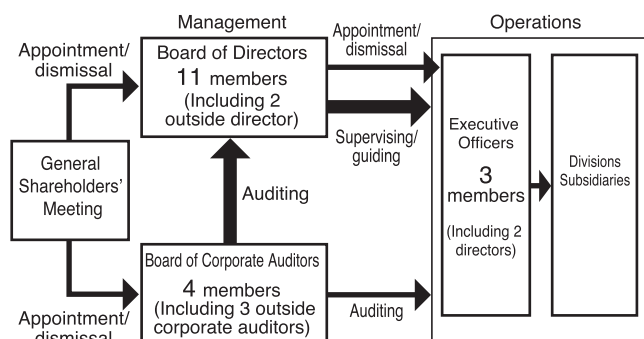 Management
Operations
Appointment/
dismissal
Board of Directors
11 members
(Including 2
outside director)
Appointment/
dismissal
Supervising/
guiding
General
Shareholders'
Meeting
Auditing
Executive
Officers
3
members
(Including 2
directors)
Divisions
Subsidiaries
Board of Corporate Auditors
4 members
(Including 3 outside
corporate auditors)
Auditing
Appointment/
dismissal